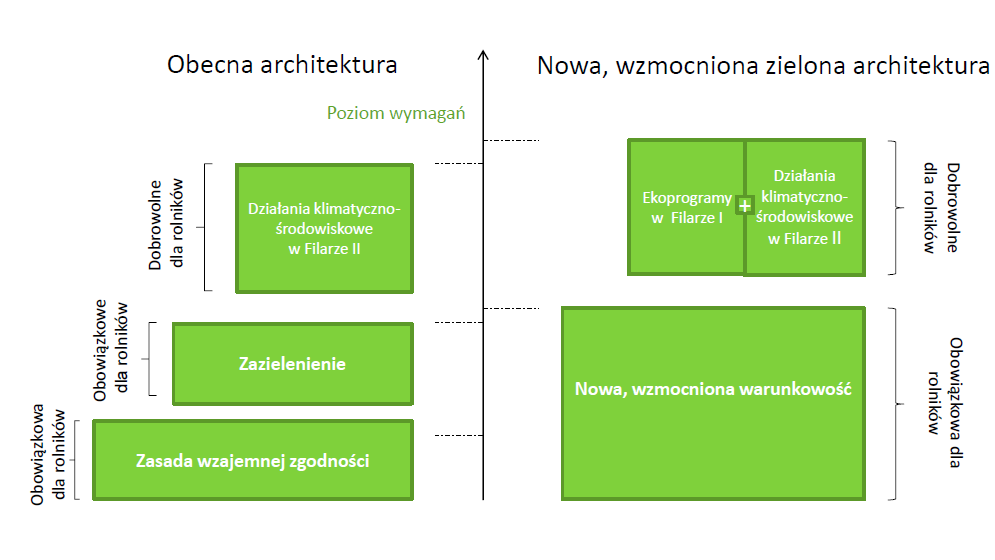 Obecna architektura
Nowa, wzmocniona zielona architektura
Poziom wymagań
Dobrowolne
dla rolników
Działania klimatyczno-
środowiskowe
w Filarze II
Obowiązkowe
dla rolników
Zazielenienie
Obowiązkowa
dla rolników
Zasada wzajemnej zgodności
Ekoprogramy
w Filarze I
+
Działania
klimatyczno-
środowiskowe
w Filarze II
Dobrowolne
dla rolników
Nowa, wzmocniona warunkowość
Obowiązkowa dla
rolników